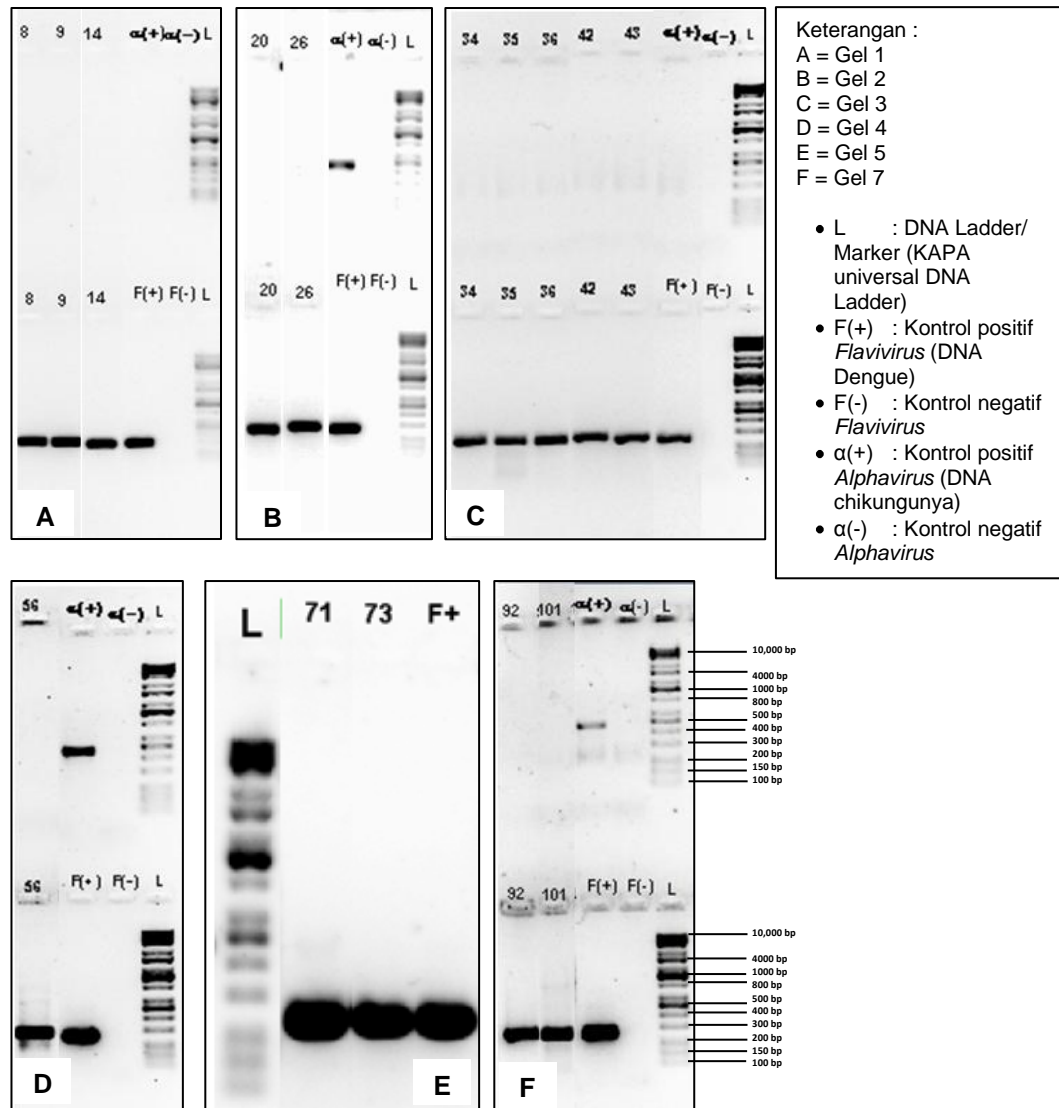 8 9 14 α(+) α(-) L
8 9 14 F(+) F(-) L
A
20 26 α(+) α(-) L
20 26 F(+) F(-) L
B
34 35 36 42 43 α(+) α(-) L
34 35 36 42 43 F(+) F(-) L
C
Keterangan :
A = Gel 1
B = Gel 2
C = Gel 3
D = Gel 4
E = Gel 5
F = Gel 7
• L : DNA Ladder/
Marker (KAPA
universal DNA
Ladder)
• F(+) : Kontrol positif
Flavivirus (DNA
Dengue)
• F(-) : Kontrol negatif
Flavivirus
• α(+) : Kontrol positif
Alphavirus (DNA
chikungunya)
• α(-) : Kontrol negatif
Alphavirus
56 α(+) α(-) L
56 F(+) F(-) L
D
L 71 73 F+
E
92 101 α(+) α(-) L
10,000 bp
4000 bp
1000 bp
800 bp
500 bp
400 bp
300 bp
200 bp
150 bp
100 bp
92 101 F(+) F(-) L
10,000 bp
4000 bp
1000 bp
800 bp
500 bp
400 bp
300 bp
200 bp
150 bp
100 bp
F